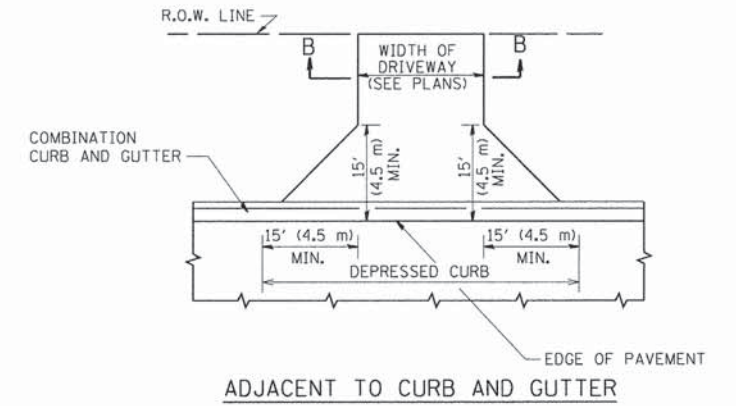 R.O.W. LINE
B
B
WIDTH OF
DRIVEWAY
(SEE PLANS)
COMBINATION
CURB AND GUTTER
15'
(4.5 m)
MIN.
15'
(4.5 m)
MIN.
15' (4.5 m)
MIN.
15' (4.5 m)
MIN.
DEPRESSED CURB
EDGE OF PAVEMENT
ADJACENT TO CURB AND GUTTER